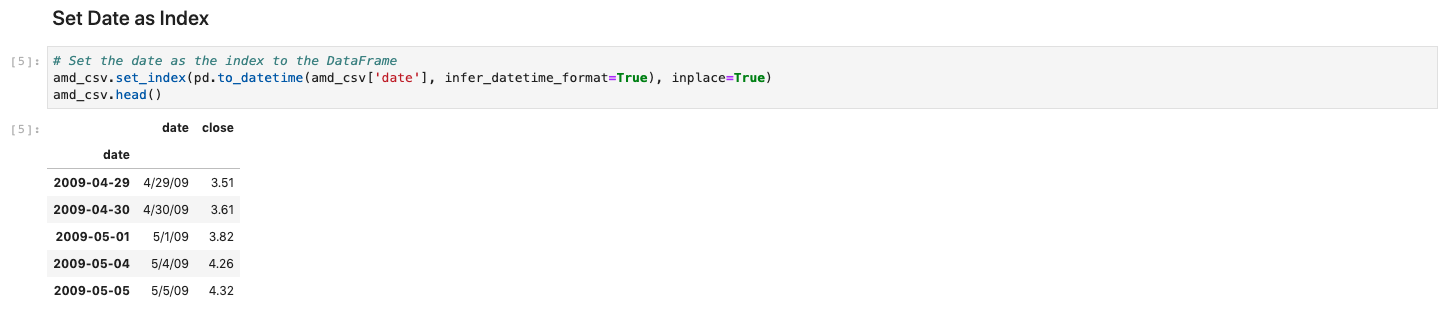 Set Date as Index
[5]:
# Set the date as the index to the DataFrame
amd_csv.set_index(pd.to_datetime(amd_csv['date'], infer_datetime_format=True), inplace=True)
amd_csv.head()
[5]:
date close
date
2009-04-29 4/29/09 3.51
2009-04-30 4/30/09 3.61
2009-05-01 5/1/09 3.82
2009-05-04 5/4/09 4.26
2009-05-05 5/5/09 4.32